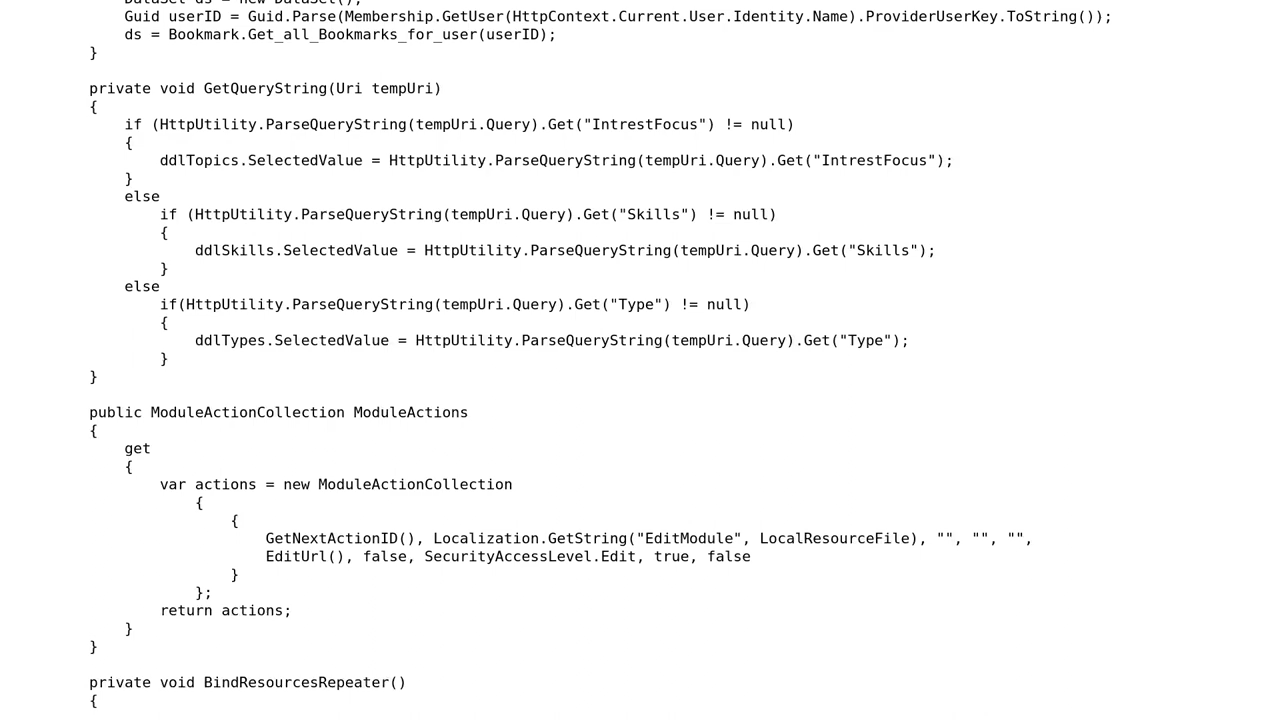 DataSet ds = new DataSet();
Guid userID = Guid.Parse(Membership.GetUser(HttpContext.Current.User.Identity.Name).ProviderUserKey.ToString());
ds = Bookmark.Get_all_Bookmarks_for_user(userID);
}
private void GetQueryString(Uri tempUri)
{
if (HttpUtility.ParseQueryString(tempUri.Query).Get("IntrestFocus") != null)
{
ddlTopics.SelectedValue = HttpUtility.ParseQueryString(tempUri.Query).Get("IntrestFocus");
}
else
if (HttpUtility.ParseQueryString(tempUri.Query).Get("Skills") != null)
{
ddlSkills.SelectedValue = HttpUtility.ParseQueryString(tempUri.Query).Get("Skills");
}
else
if(HttpUtility.ParseQueryString(tempUri.Query).Get("Type") != null)
{
ddlTypes.SelectedValue = HttpUtility.ParseQueryString(tempUri.Query).Get("Type");
}
}
public ModuleActionCollection ModuleActions
{
get
{
var actions = new ModuleActionCollection
{
{
GetNextActionID(), Localization.GetString("EditModule", LocalResourceFile), "", "", "",
EditUrl(), false, SecurityAccessLevel.Edit, true, false
}
};
return actions;
}
}
private void BindResourcesRepeater()
{